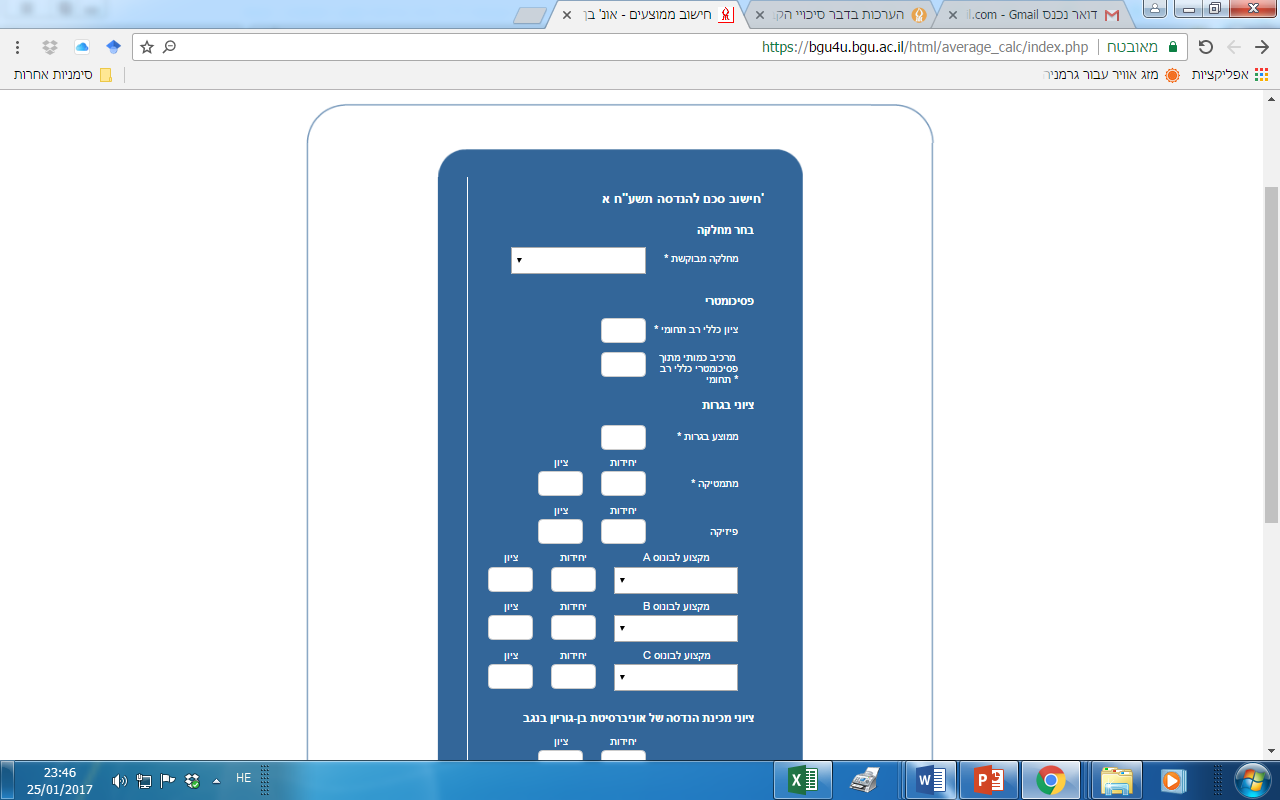 דואר נכנס - Gmail - il.com
הערכות בדבר סיכויי הק
חישוב ממוצעים - אונ' בן
מאובטח
https://bgu4u.bgu.ac.il/html/average_calc/index.php
אפליקציות
מזג אוויר עבור גרמניה
סימניות אחרות
'חישוב סכם להנדסה תשע"ח א
בחר מחלקה
מחלקה מבוקשת *
פסיכומטרי
ציון כללי רב תחומי *
מרכיב כמותי מתוך
פסיכומטרי כללי רב
תחומי *
ציוני בגרות
ממוצע בגרות *
יחידות ציון
מתמטיקה *
יחידות ציון
פיזיקה
מקצוע לבונוס A יחידות ציון
מקצוע לבונוס B יחידות ציון
מקצוע לבונוס C יחידות ציון
ציוני מכינת הנדסה של אוניברסיטת בן-גוריון בנגב
יחידות ציון
HE
23:46
25/01/2017